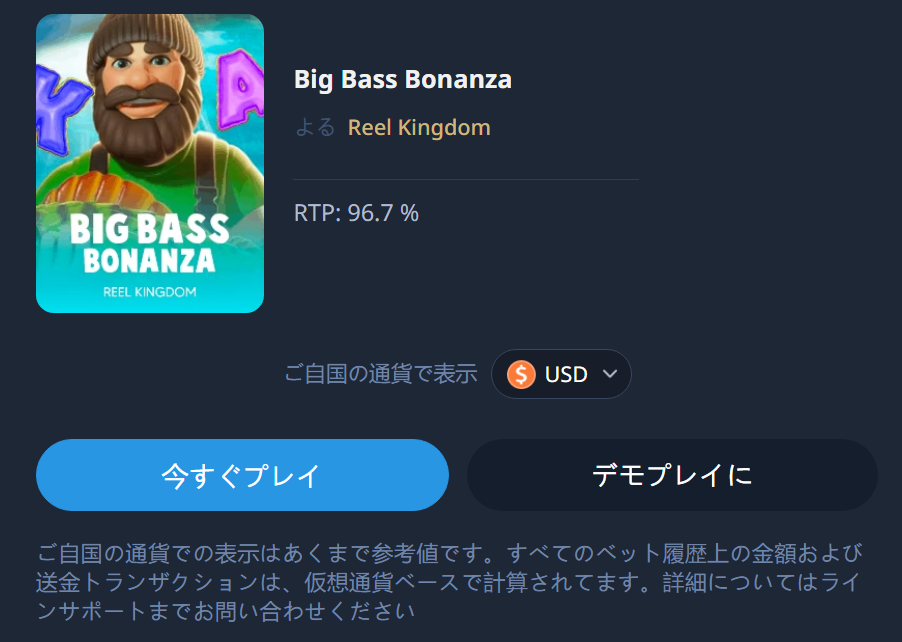 Y A
BIG BASS
BONANZA
REEL KINGDOM
Big Bass Bonanza
よる Reel Kingdom
RTP: 96.7 %
ご自国の通貨で表示 $ USD
今すぐプレイ デモプレイに
ご自国の通貨での表示はあくまで参考値です。すべてのベット履歴上の金額および
送金トランザクションは、仮想通貨ベースで計算されてます。詳細についてはライ
ンサポートまでお問い合わせください